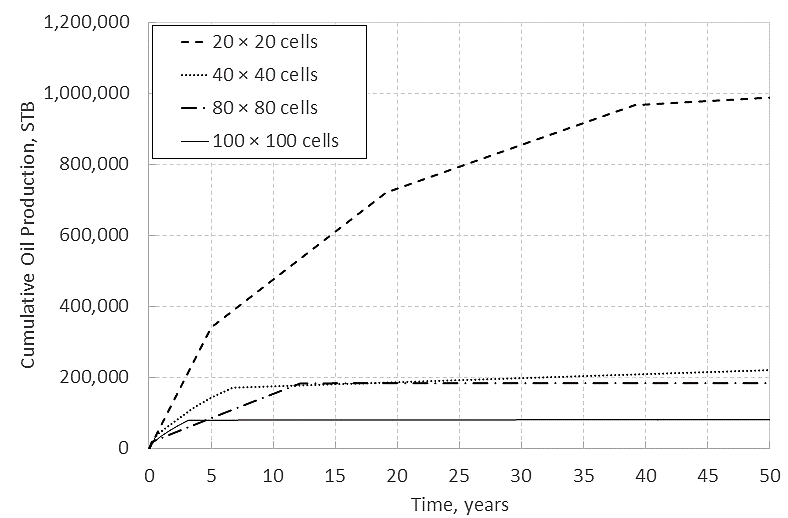 1,200,000
1,000,000
800,000
600,000
400,000
200,000
0
Cumulative Oil Production, STB
20 × 20 cells
40 × 40 cells
80 × 80 cells
100 × 100 cells
0 5 10 15 20 25 30 35 40 45 50
Time, years